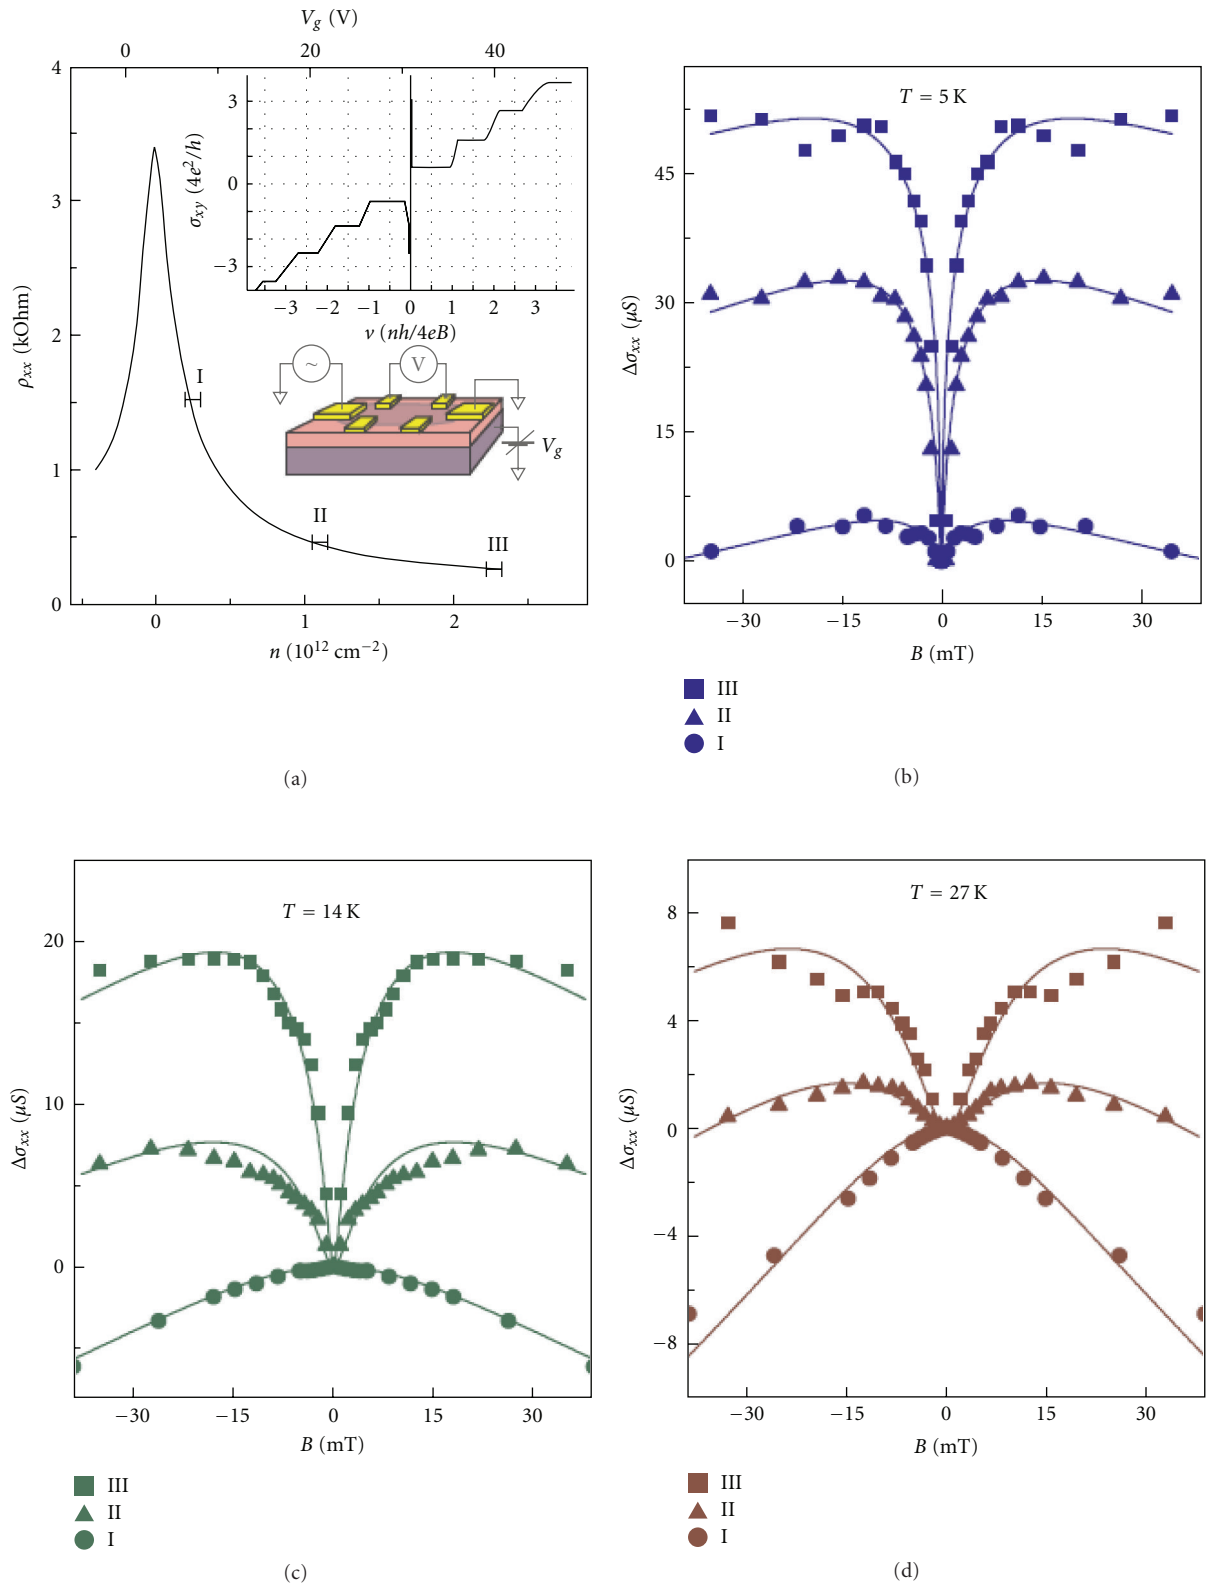 V_g (V)
0 20 40
4
3
2
1
0
ρ_xx (kOhm)
0 1 2
n (10^12 cm^−2)
I
II
III
3
0
−3
σ_xy (4e^2/h)
−3 −2 −1 0 1 2 3
ν (nh/4eB)
~
V
V_g
(a)
T = 5 K
45
30
15
0
Δσ_xx (μS)
−30 −15 0 15 30
B (mT)
III
II
I
(b)
T = 14 K
20
10
0
Δσ_xx (μS)
−30 −15 0 15 30
B (mT)
III
II
I
(c)
T = 27 K
8
4
0
−4
−8
Δσ_xx (μS)
−30 −15 0 15 30
B (mT)
III
II
I
(d)